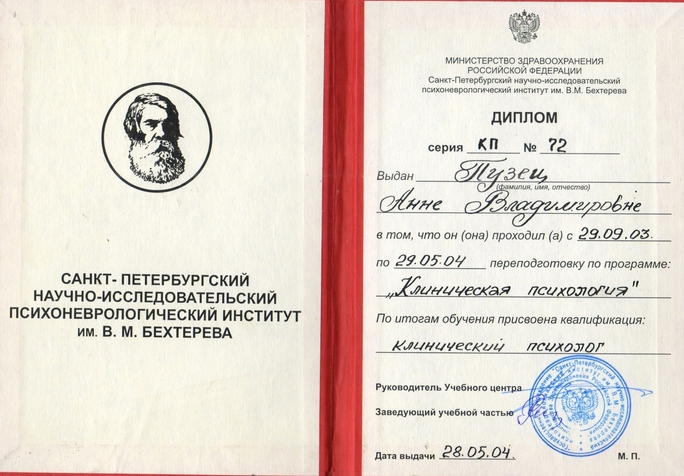 САНКТ- ПЕТЕРБУРГСКИЙ
НАУЧНО-ИССЛЕДОВАТЕЛЬСКИЙ
ПСИХОНЕВРОЛОГИЧЕСКИЙ ИНСТИТУТ
ИМ. В. М. БЕХТЕРЕВА
МИНИСТЕРСТВО ЗДРАВООХРАНЕНИЯ
РОССИЙСКОЙ ФЕДЕРАЦИИ
Санкт-Петербургский научно-исследовательский
психоневрологический институт им. В.М. Бехтерева
ДИПЛОМ
серия КП № 72
Выдан Пузец
(фамилия, имя, отчество)
Анне Владимировне
в том, что он (она) проходил (а) с 29.09.03.
по 29.05.04 переподготовку по программе:
„Клиническая психология"
По итогам обучения присвоена квалификация:
клинический психолог
Руководитель Учебного центра
Заведующий учебной частью
Дата выдачи 28.05.04. М. П.